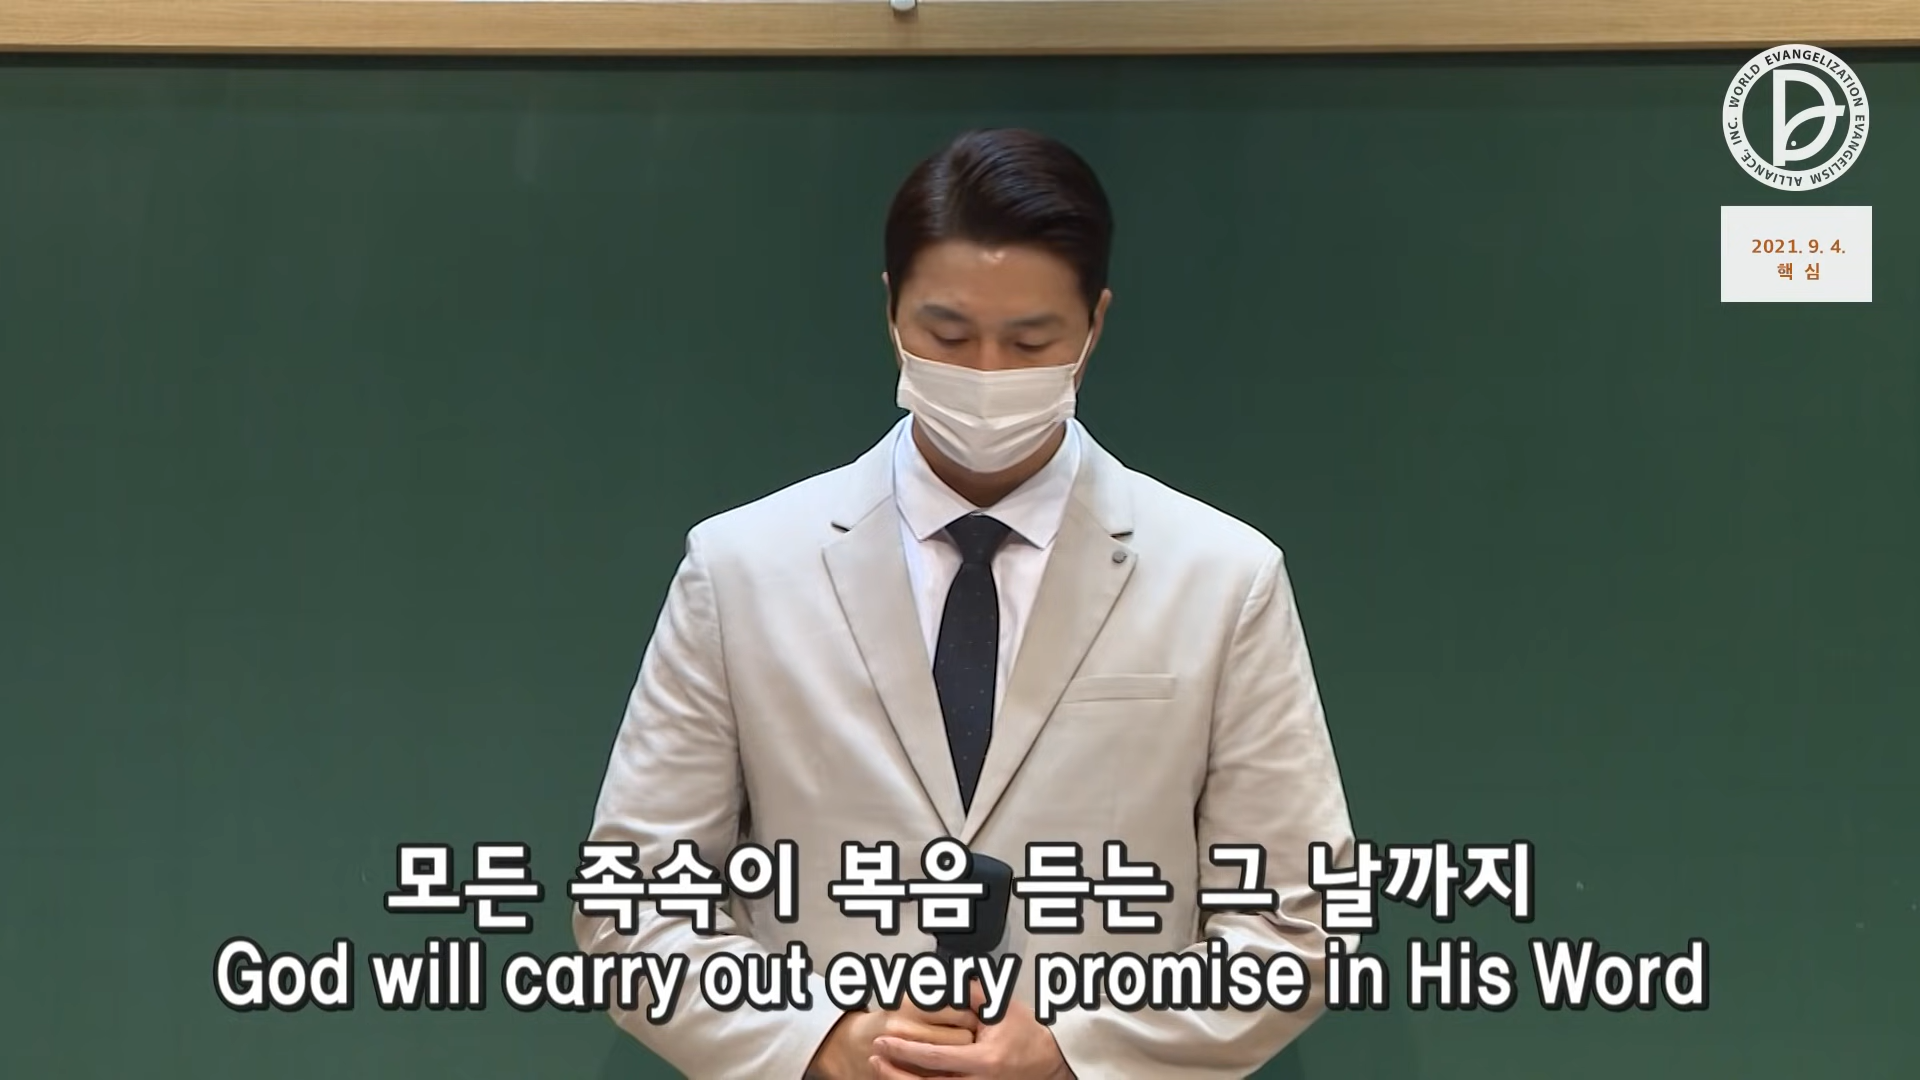 WORLD EVANGELIZATION EVANGELISM ALLIANCE, INC.
2021. 9. 4.
핵 심
모든 족속이 복음 듣는 그 날까지
God will carry out every promise in His Word